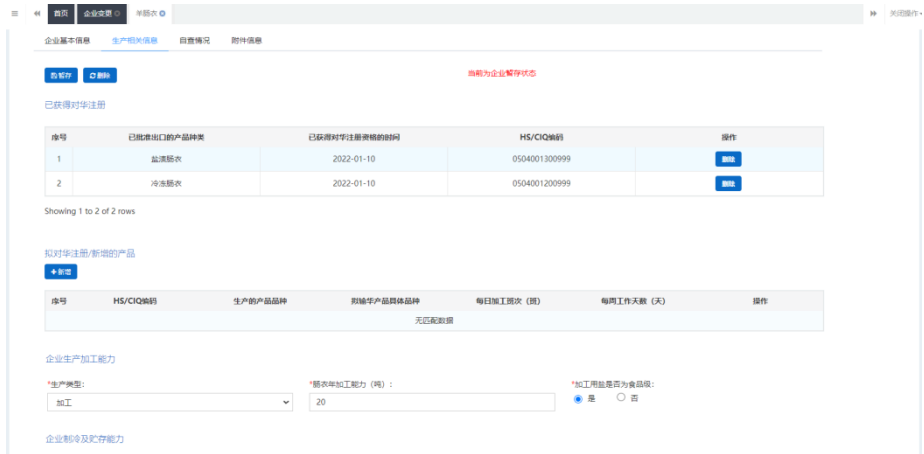 首页 企业变更 羊肠衣 关闭操作
企业基本信息 生产相关信息 自查情况 附件信息
暂存 删除 当前为企业暂存状态
已获得对华注册
序号 已批准出口的产品种类 已获得对华注册资格的时间 HS/CIQ编码 操作
1 盐渍肠衣 2022-01-10 0504001300999 删除
2 冷冻肠衣 2022-01-10 0504001200999 删除
Showing 1 to 2 of 2 rows
拟对华注册/新增的产品
+新增
序号 HS/CIQ编码 生产的产品品种 拟输华产品具体品种 每日加工班次（班） 每周工作天数（天） 操作
无匹配数据
企业生产加工能力
*生产类型: *肠衣年加工能力（吨）: *加工用盐是否为食品级:
加工 20 是 否
企业制冷及贮存能力